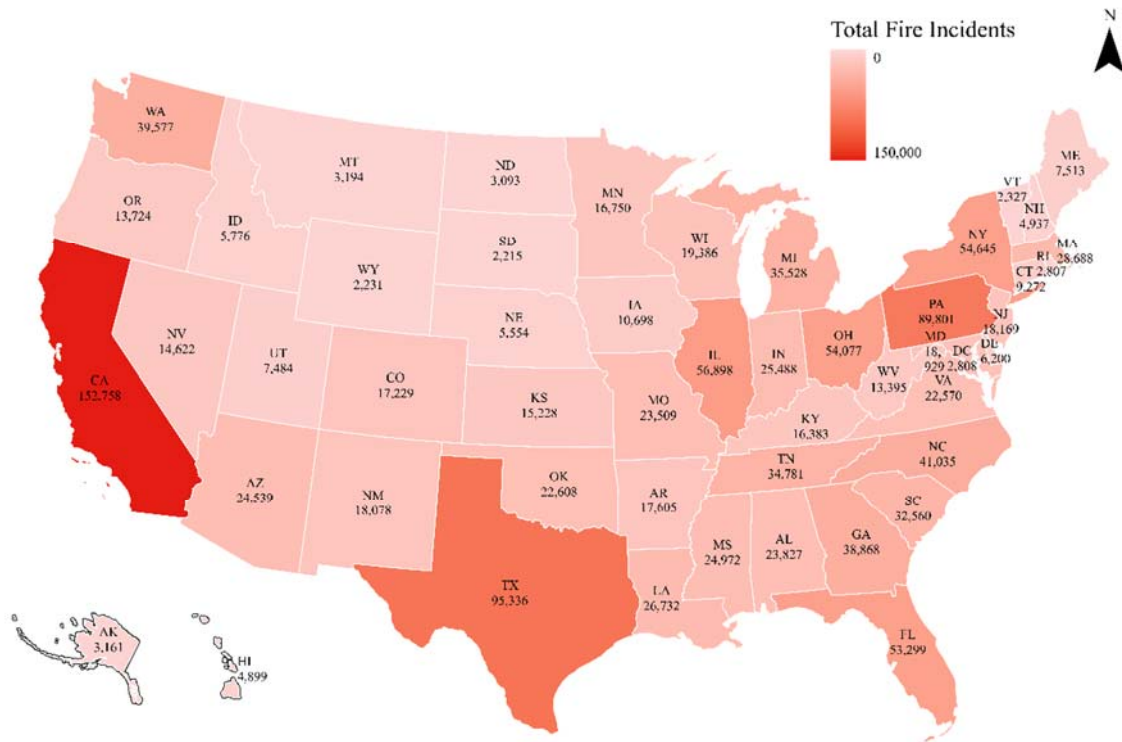 Total Fire Incidents
0
150,000
N
WA
39,577
OR
13,724
CA
152,758
ID
5,776
NV
14,622
MT
3,194
WY
2,231
UT
7,484
AZ
24,539
CO
17,229
NM
18,078
ND
3,093
SD
2,215
NE
5,554
KS
15,228
OK
22,608
TX
95,336
MN
16,750
IA
10,698
MO
23,509
AR
17,605
LA
26,732
WI
19,386
IL
56,898
MI
35,528
IN
25,488
OH
54,077
KY
16,383
TN
34,781
MS
24,972
AL
23,827
GA
38,868
FL
53,299
SC
32,560
NC
41,035
VA
22,570
WV
13,395
MD
18,
929
DC
2,808
DE
6,200
PA
89,801
NJ
18,169
NY
54,645
CT
9,272
RI
2,807
MA
28,688
VT
2,327
NH
4,937
ME
7,513
AK
3,161
HI
4,899